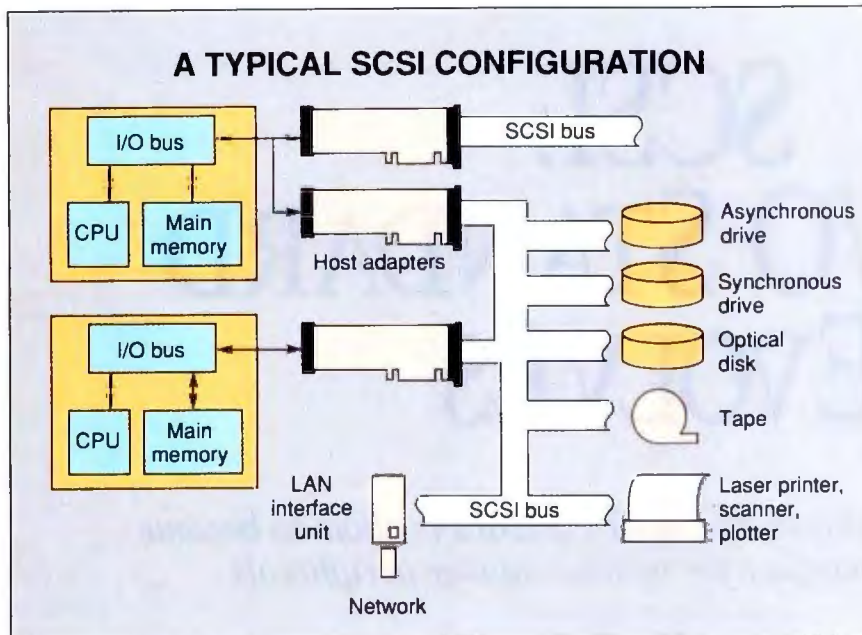 A TYPICAL SCSI CONFIGURATION
I/O bus
CPU
Main
memory
SCSI bus
Host adapters
I/O bus
CPU
Main
memory
Asynchronous
drive
Synchronous
drive
Optical
disk
Tape
Laser printer,
scanner,
plotter
SCSI bus
LAN
interface
unit
Network